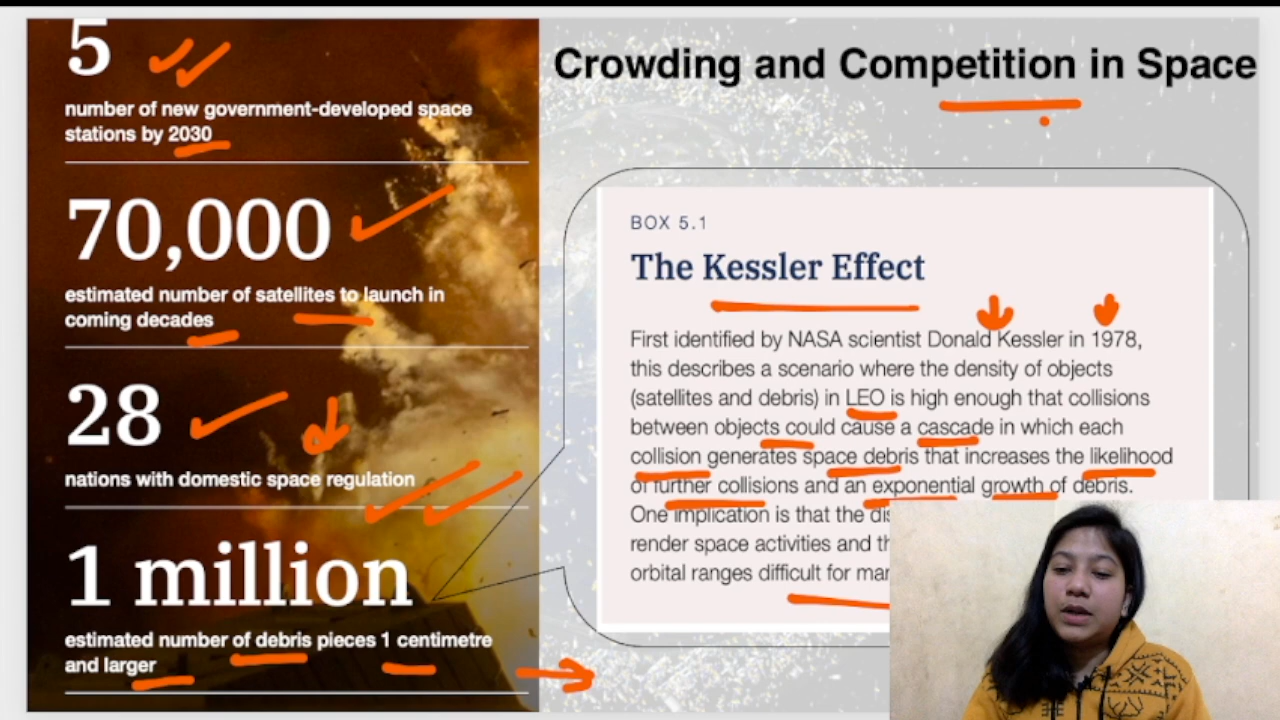 5
number of new government-developed space
stations by 2030
70,000
estimated number of satellites to launch in
coming decades
28
nations with domestic space regulation
1 million
estimated number of debris pieces 1 centimetre
and larger
Crowding and Competition in Space
BOX 5.1
The Kessler Effect
First identified by NASA scientist Donald Kessler in 1978,
this describes a scenario where the density of objects
(satellites and debris) in LEO is high enough that collisions
between objects could cause a cascade in which each
collision generates space debris that increases the likelihood
of further collisions and an exponential growth of debris.
One implication is that the
render space activities and
orbital ranges difficult for